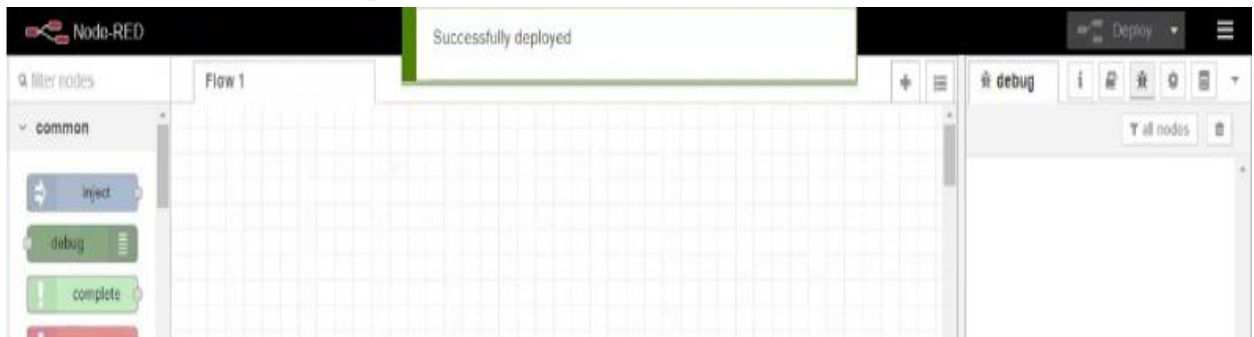 Node-RED
Successfully deployed
Deploy
filter nodes
Flow 1
debug
i
common
all nodes
inject
debug
complete